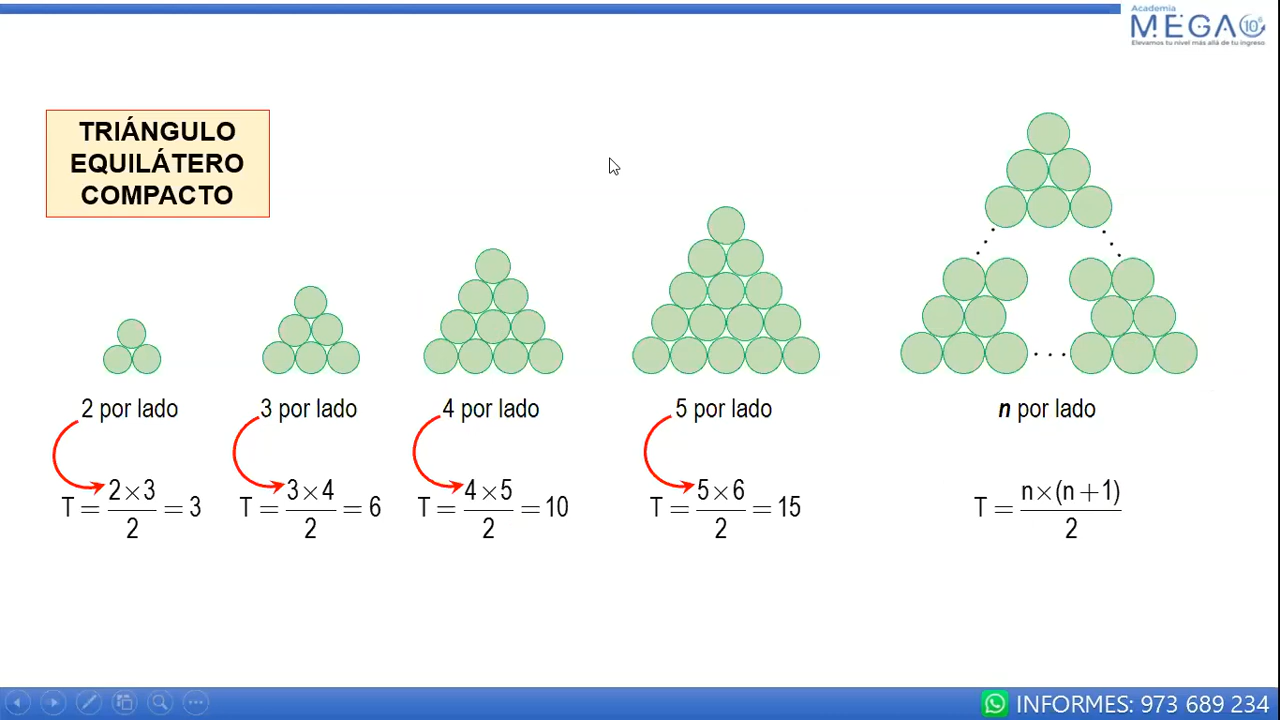 Academia
MEGA 10⁶
Elevamos tu nivel más allá de tu ingreso
TRIÁNGULO
EQUILÁTERO
COMPACTO
2 por lado
3 por lado
4 por lado
5 por lado
n por lado
T = 2×3/2 = 3
T = 3×4/2 = 6
T = 4×5/2 = 10
T = 5×6/2 = 15
T = n×(n+1)/2
INFORMES: 973 689 234